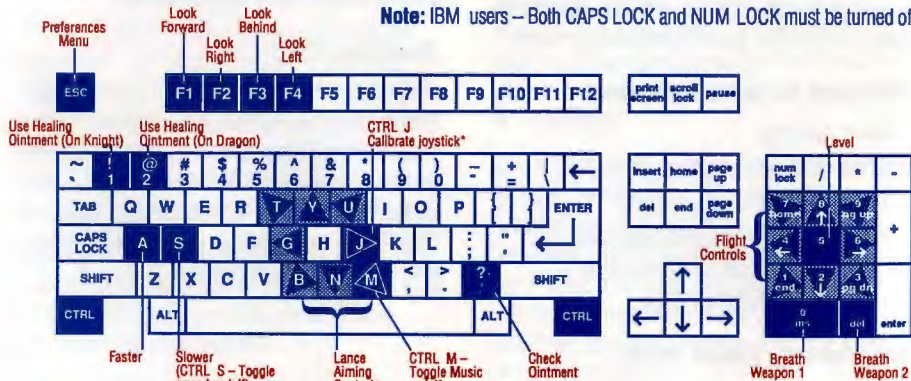 Note: IBM users – Both CAPS LOCK and NUM LOCK must be turned of
Preferences
Menu
Look
Forward
Look
Right
Look
Behind
Look
Left
ESC F1 F2 F3 F4 F5 F6 F7 F8 F9 F10 F11 F12 print screen scroll lock pause
Use Healing
Ointment (On Knight)
Use Healing
Ointment (On Dragon)
CTRL J
Calibrate joystick*
Level
~ ! @ # $ % ^ & * ( ) – + |
` 1 2 3 4 5 6 7 8 9 0 - = \ ←
insert home page up
num lock / * -
TAB Q W E R T Y U I O P { } ENTER
del end page down
7 home 8 ↑ 9 pg up +
CAPS LOCK A S D F G H J K L : ; " '
Flight
Controls
4 ← 5 6 →
SHIFT Z X C V B N M < , > . ? SHIFT
↑
1 end 2 ↓ 3 pg dn enter
CTRL ALT ALT CTRL
← ↓ →
0 ins del
Faster
Slower
(CTRL S – Toggle
Lance
Aiming
CTRL M –
Toggle Music
Check
Ointment
Breath
Weapon 1
Breath
Weapon 2